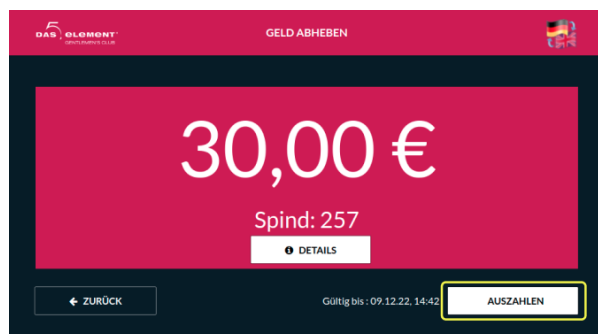 DAS 5 ELEMENT
GENTLEMEN'S CLUB
GELD ABHEBEN
30,00 €
Spind: 257
DETAILS
ZURÜCK
Gültig bis : 09.12.22, 14:42
AUSZAHLEN